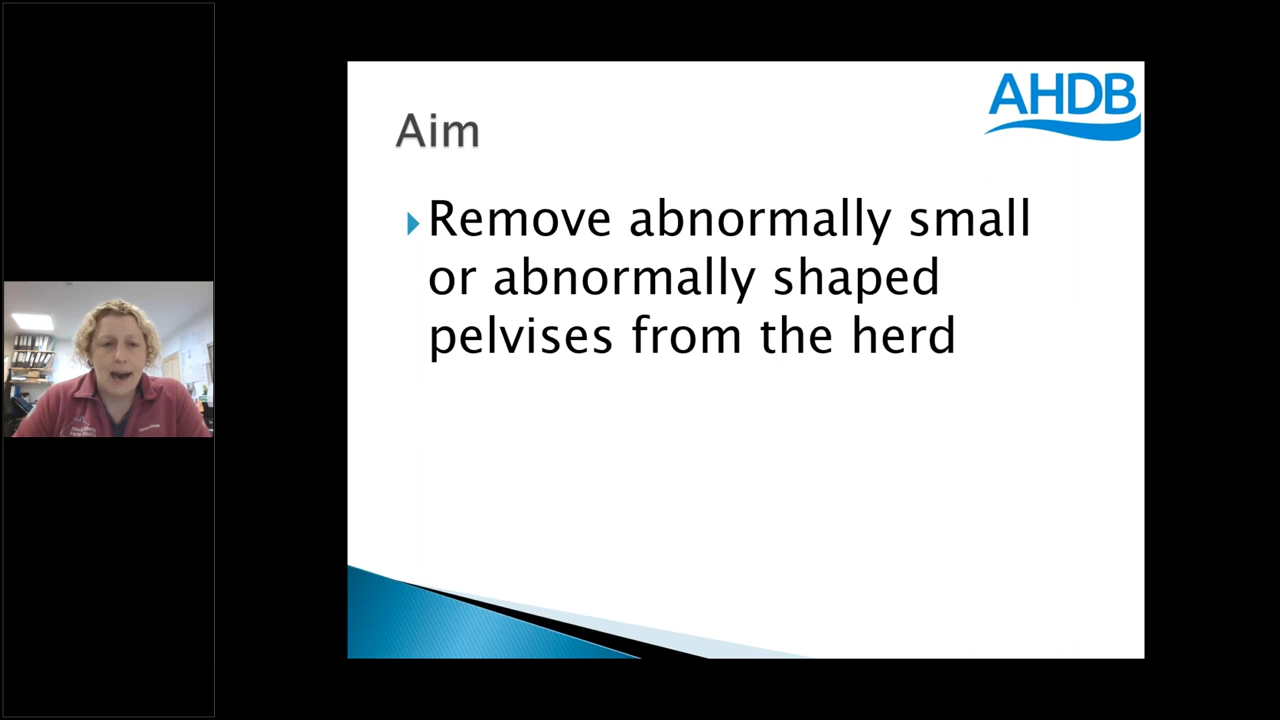 AHDB
Aim
Remove abnormally small
or abnormally shaped
pelvises from the herd